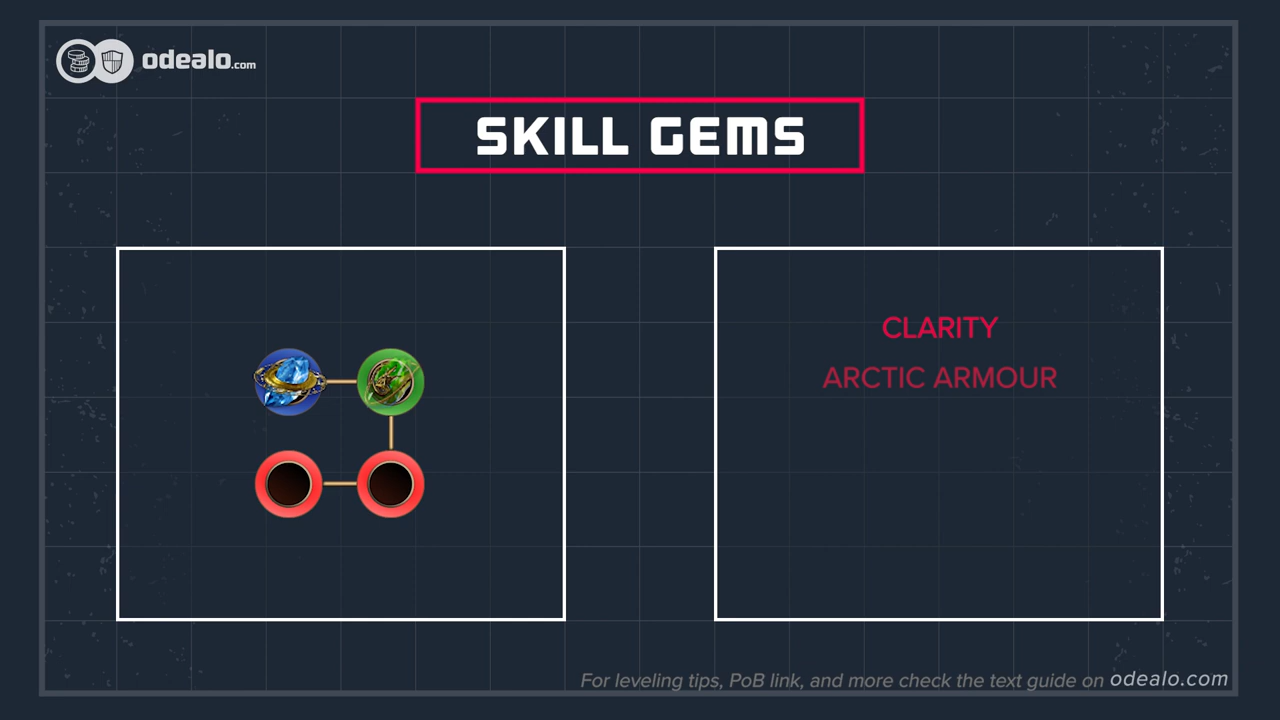 odealo.com
SKILL GEMS
CLARITY
ARCTIC ARMOUR
For leveling tips, PoB link, and more check the text guide on odealo.com